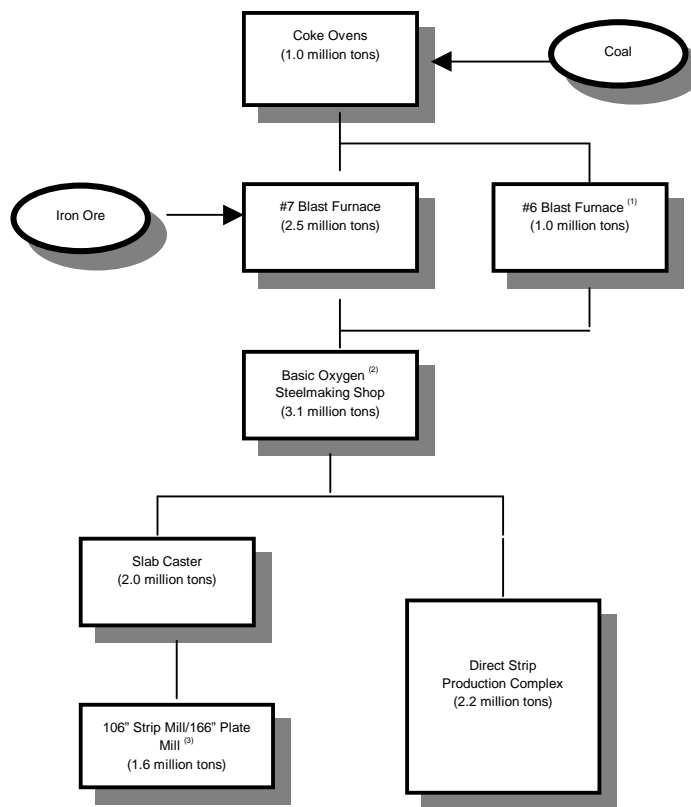 Coke Ovens
(1.0 million tons)
Coal
Iron Ore
#7 Blast Furnace
(2.5 million tons)
#6 Blast Furnace (1)
(1.0 million tons)
Basic Oxygen (2)
Steelmaking Shop
(3.1 million tons)
Slab Caster
(2.0 million tons)
Direct Strip
Production Complex
(2.2 million tons)
106” Strip Mill/166” Plate
Mill (3)
(1.6 million tons)